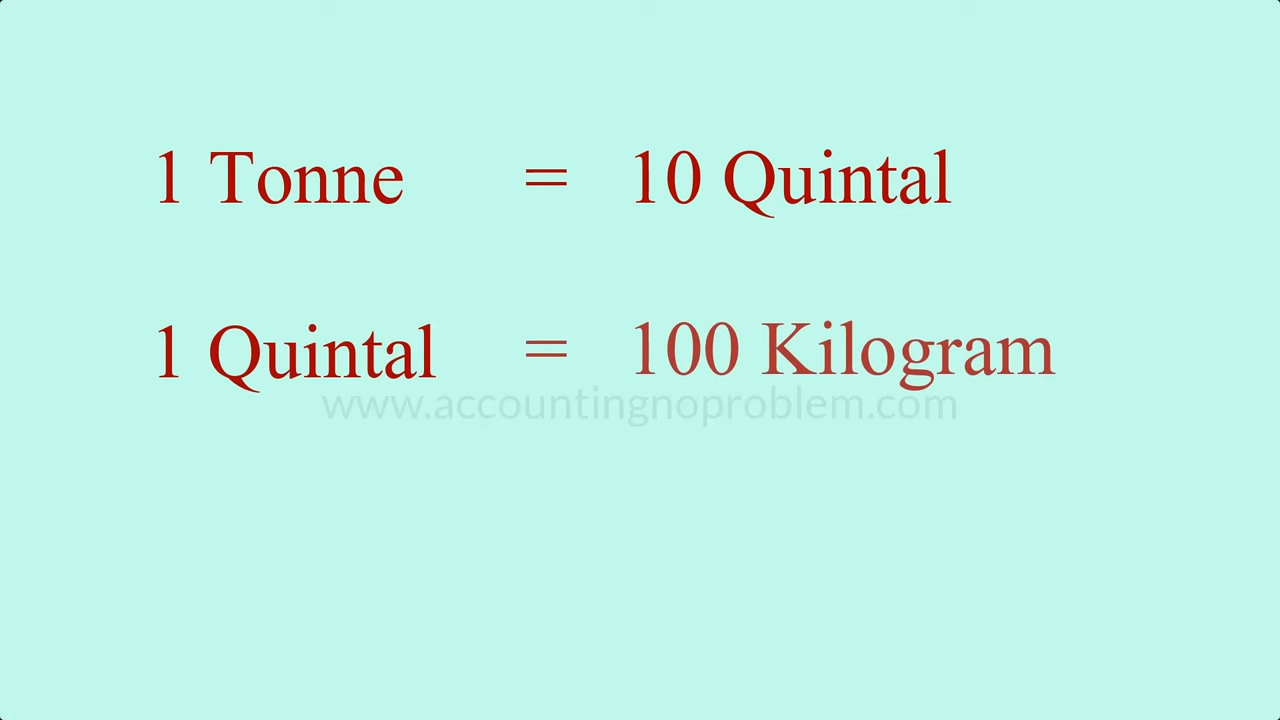 1 Tonne = 10 Quintal
1 Quintal = 100 Kilogram
www.accountingnoproblem.com